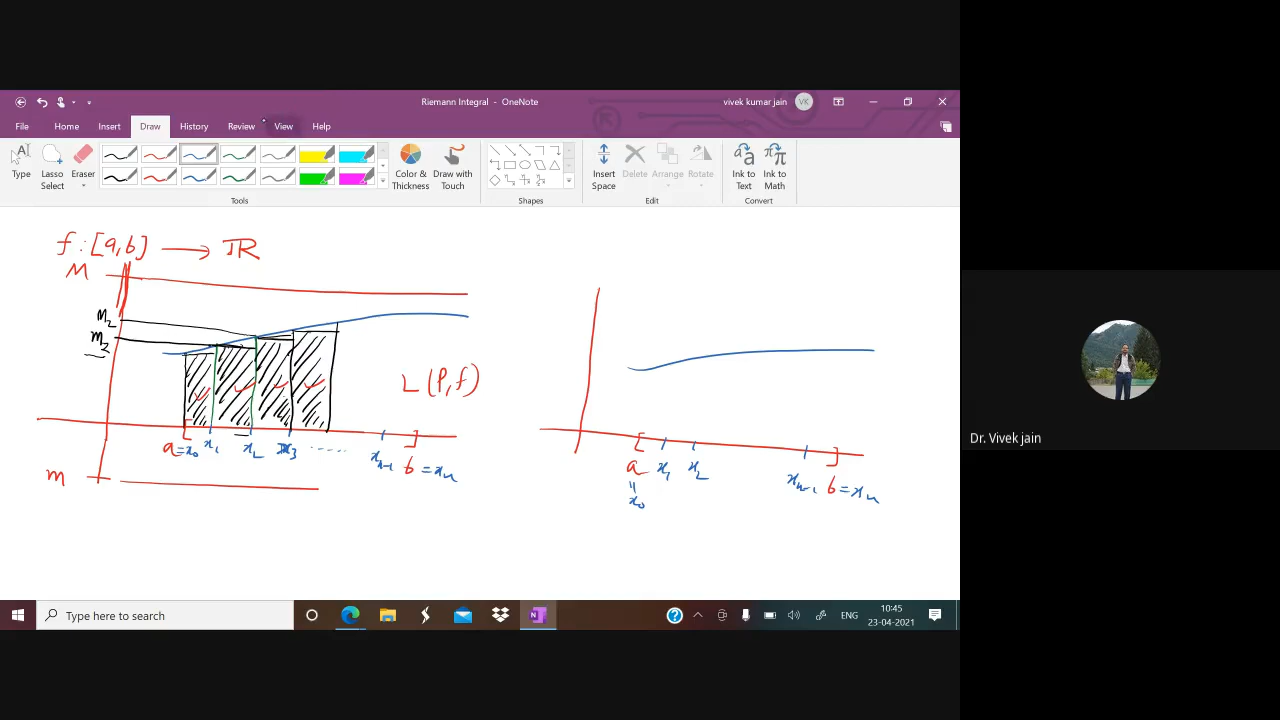 Riemann Integral - OneNote
vivek kumar jain
VK
File Home Insert Draw History Review View Help
Type
Lasso Select
Eraser
Color & Thickness
Draw with Touch
Insert Space
Delete
Arrange
Rotate
Ink to Text
Ink to Math
Tools
Shapes
Edit
Convert
f : [a,b] → ℝ
M
M₂
m₂
L (P, f)
a = x₀ x₁ x₂ x₃ ...... xₙ₋₁ b = xₙ
m
a x₁ x₂ xₙ₋₁ b = xₙ
=
x₀
Dr. Vivek jain
Type here to search
ENG
10:45
23-04-2021